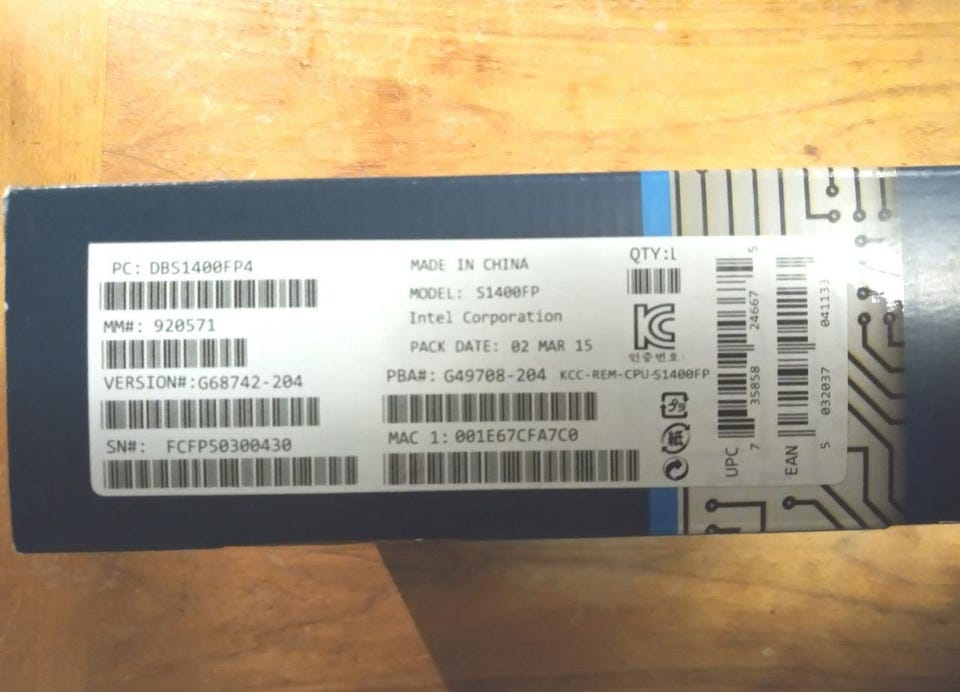 PC: DBS1400FP4
MM#: 920571
VERSION#:G68742-204
SN#: FCFP50300430
MADE IN CHINA
MODEL: S1400FP
Intel Corporation
PACK DATE: 02 MAR 15
PBA#: G49708-204
MAC 1: 001E67CFA7C0
QTY:1
인증번호:
KCC-REM-CPU-S1400FP
UPC 7 35858 24667 5
EAN 5 032037 041133